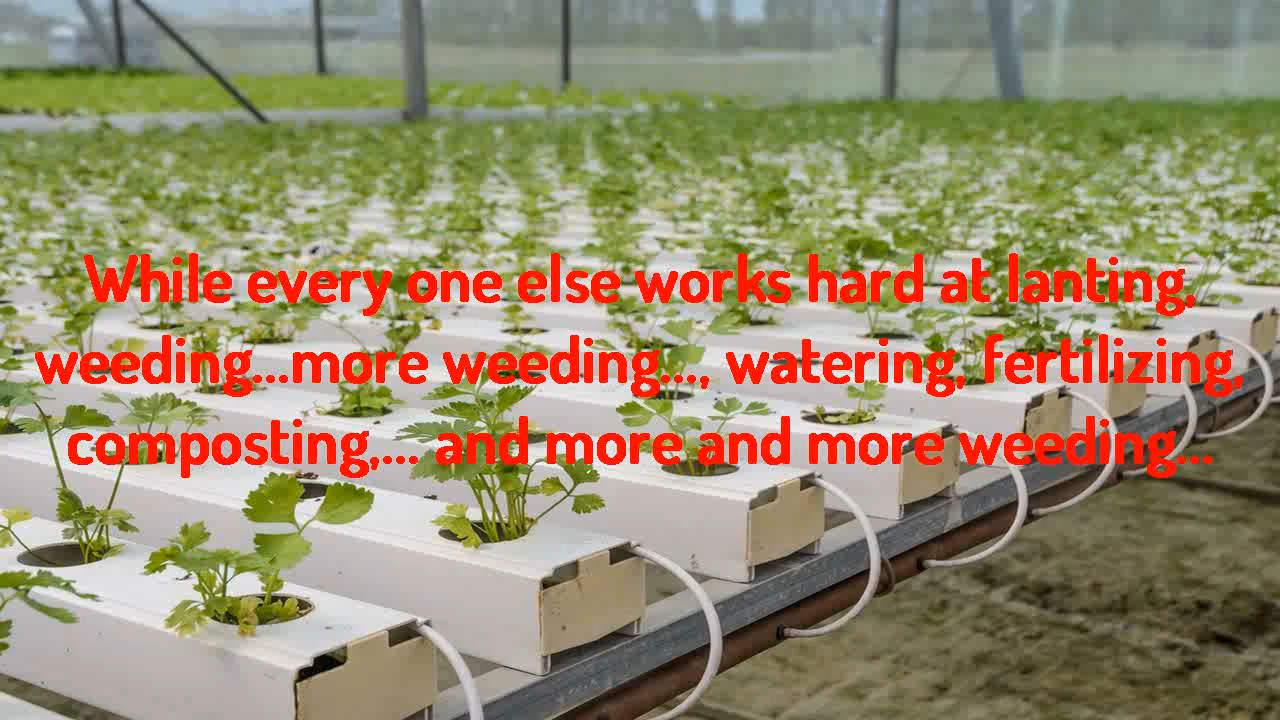 While every one else works hard at lanting,
weeding...more weeding..., watering, fertilizing,
composting,... and more and more weeding...